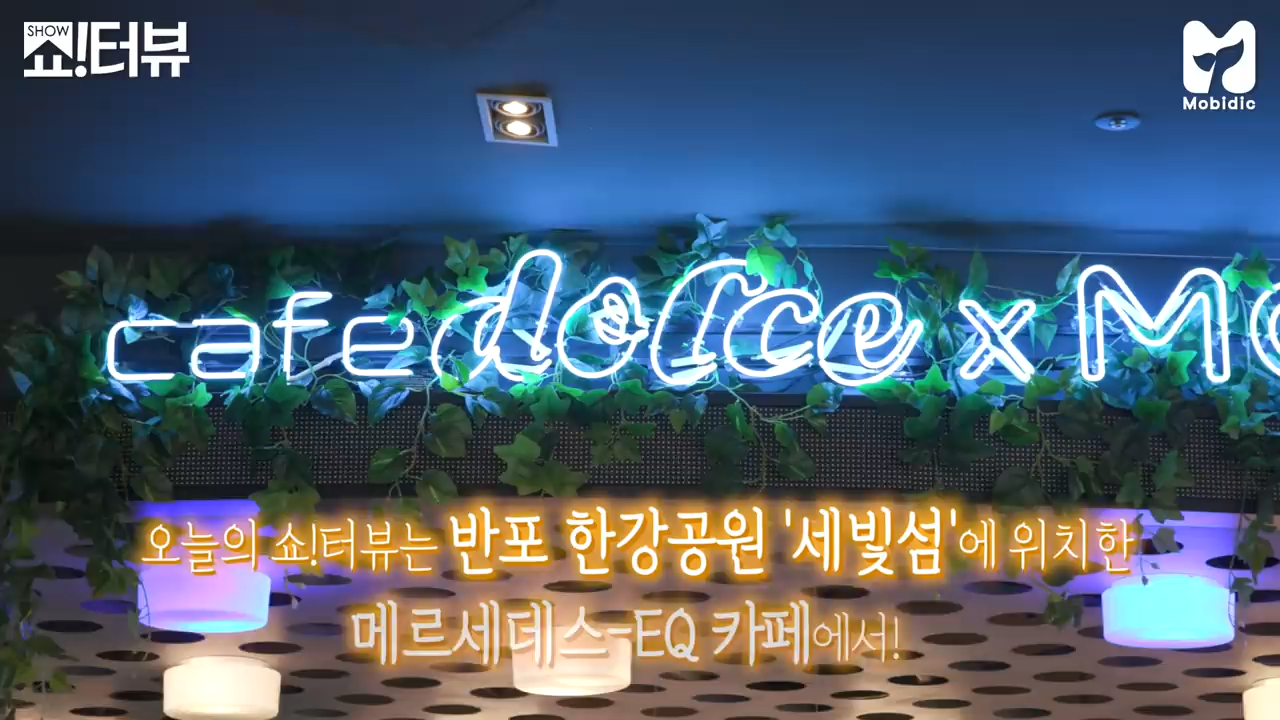 SHOW
쇼!터뷰
Mobidic
cafe dolce x M
오늘의 쇼!터뷰는 반포 한강공원 '세빛섬'에 위치한
메르세데스-EQ 카페에서!